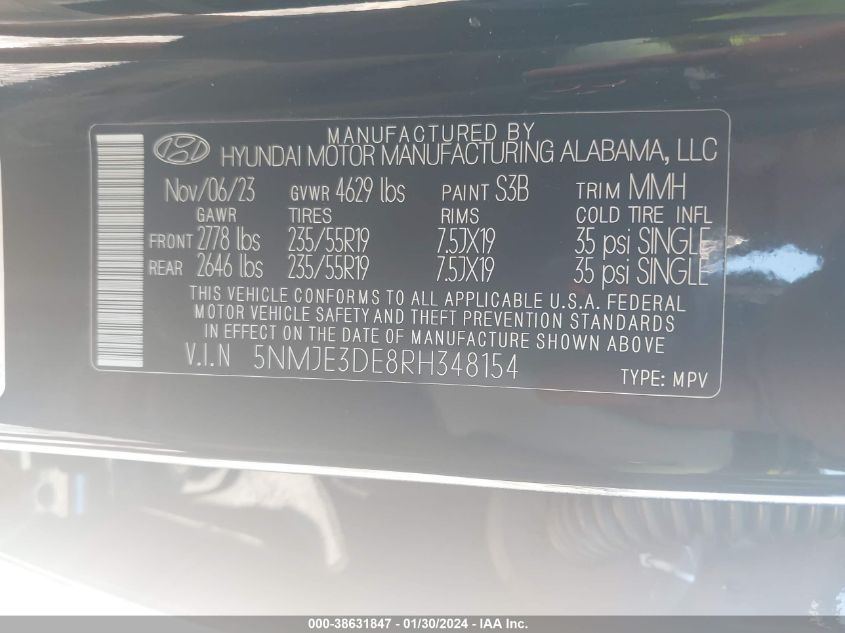 MANUFACTURED BY
HYUNDAI MOTOR MANUFACTURING ALABAMA, LLC
Nov/06/23 GVWR 4629 lbs PAINT S3B TRIM MMH
GAWR TIRES RIMS COLD TIRE INFL
FRONT 2778 lbs 235/55R19 7.5JX19 35 psi SINGLE
REAR 2646 lbs 235/55R19 7.5JX19 35 psi SINGLE
THIS VEHICLE CONFORMS TO ALL APPLICABLE U.S.A. FEDERAL
MOTOR VEHICLE SAFETY AND THEFT PREVENTION STANDARDS
IN EFFECT ON THE DATE OF MANUFACTURE SHOWN ABOVE
V.I.N 5NMJE3DE8RH348154
TYPE: MPV
000-38631847 - 01/30/2024 - IAA Inc.